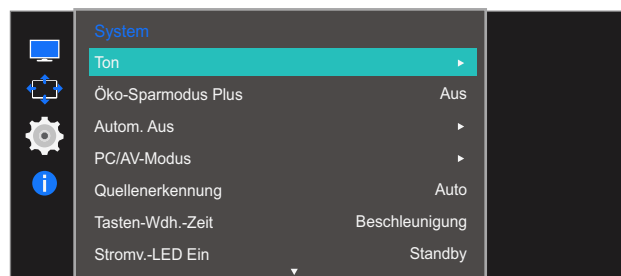 System
Ton
Öko-Sparmodus Plus Aus
Autom. Aus
PC/AV-Modus
Quellenerkennung Auto
Tasten-Wdh.-Zeit Beschleunigung
Stromv.-LED Ein Standby